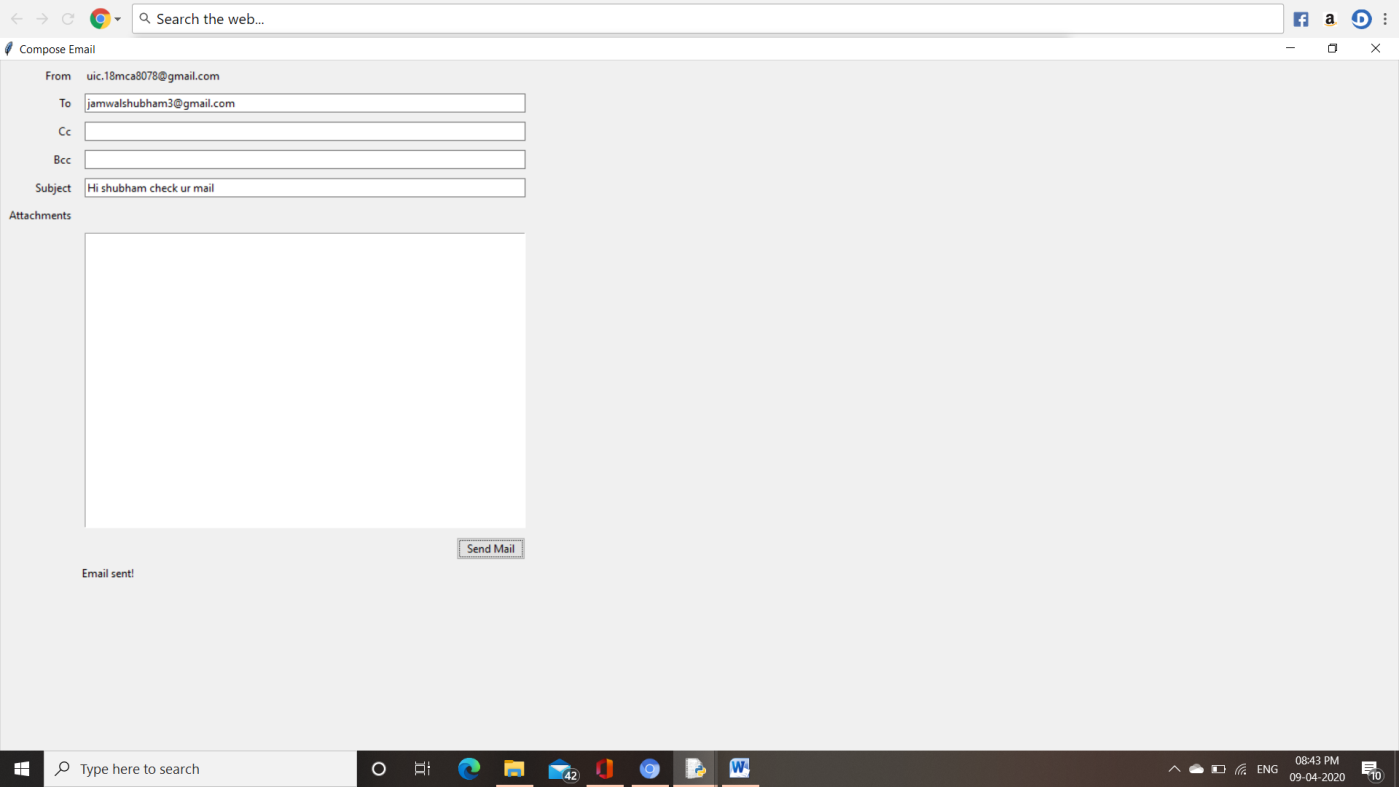 Search the web...
Compose Email
From uic.18mca8078@gmail.com
To jamwalshubham3@gmail.com
Cc
Bcc
Subject Hi shubham check ur mail
Attachments
Send Mail
Email sent!
Type here to search
42
ENG
08:43 PM
09-04-2020
10